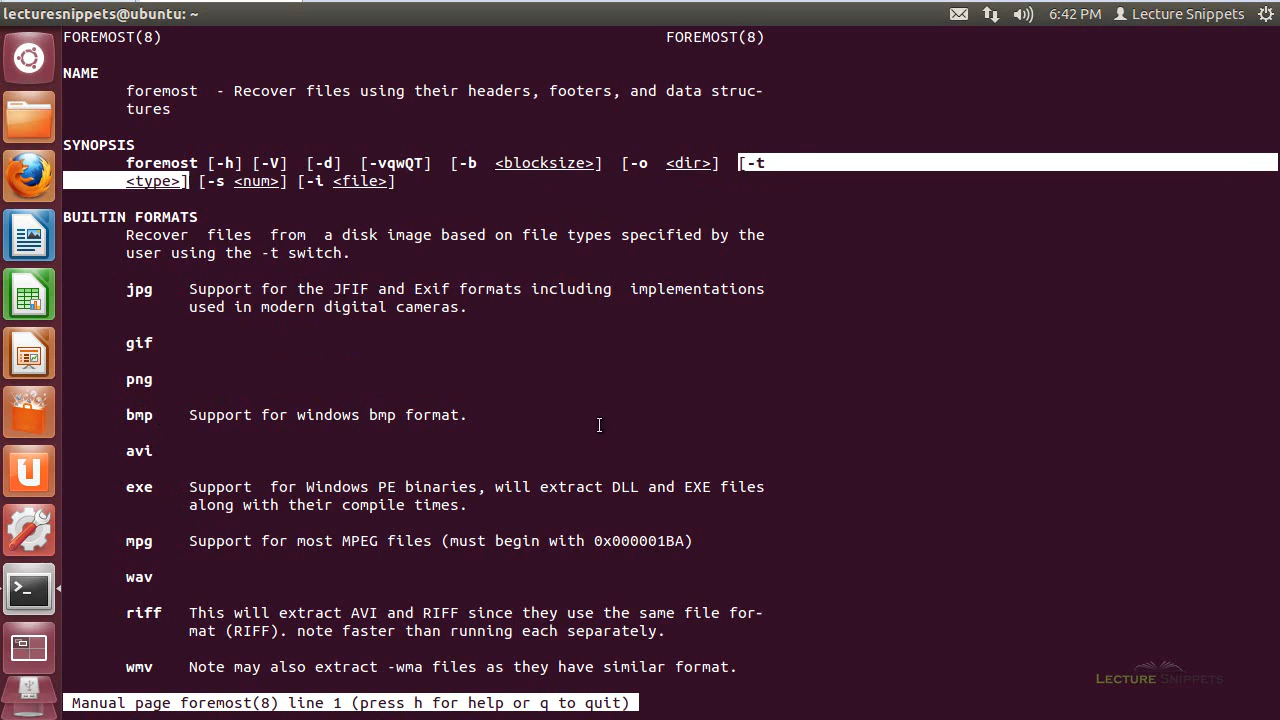 lecturesnippets@ubuntu: ~
6:42 PM
Lecture Snippets
FOREMOST(8) FOREMOST(8)
NAME
foremost - Recover files using their headers, footers, and data struc-
tures
SYNOPSIS
foremost [-h] [-V] [-d] [-vqwQT] [-b <blocksize>] [-o <dir>] [-t
<type>] [-s <num>] [-i <file>]
BUILTIN FORMATS
Recover files from a disk image based on file types specified by the
user using the -t switch.
jpg Support for the JFIF and Exif formats including implementations
used in modern digital cameras.
gif
png
bmp Support for windows bmp format.
avi
exe Support for Windows PE binaries, will extract DLL and EXE files
along with their compile times.
mpg Support for most MPEG files (must begin with 0x000001BA)
wav
riff This will extract AVI and RIFF since they use the same file for-
mat (RIFF). note faster than running each separately.
wmv Note may also extract -wma files as they have similar format.
LECTURE SNIPPETS
Manual page foremost(8) line 1 (press h for help or q to quit)